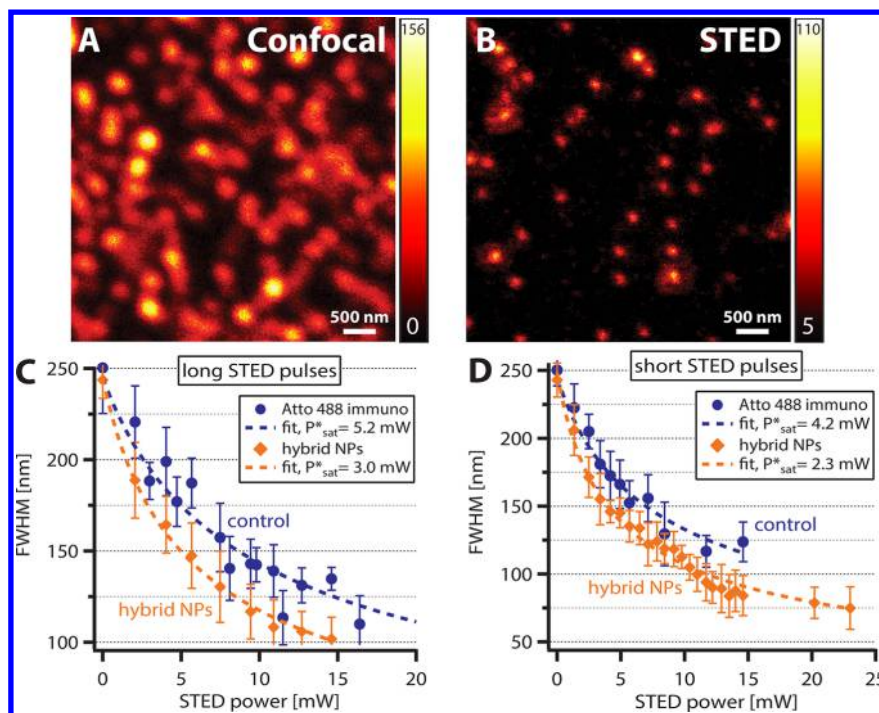 A
Confocal
156
0
500 nm
B
STED
110
5
500 nm
C
long STED pulses
Atto 488 immuno
fit, P*sat= 5.2 mW
hybrid NPs
fit, P*sat= 3.0 mW
control
hybrid NPs
FWHM [nm]
250
200
150
100
0
5
10
15
20
STED power [mW]
D
short STED pulses
Atto 488 immuno
fit, P*sat= 4.2 mW
hybrid NPs
fit, P*sat= 2.3 mW
control
hybrid NPs
FWHM [nm]
250
200
150
100
50
0
5
10
15
20
25
STED power [mW]